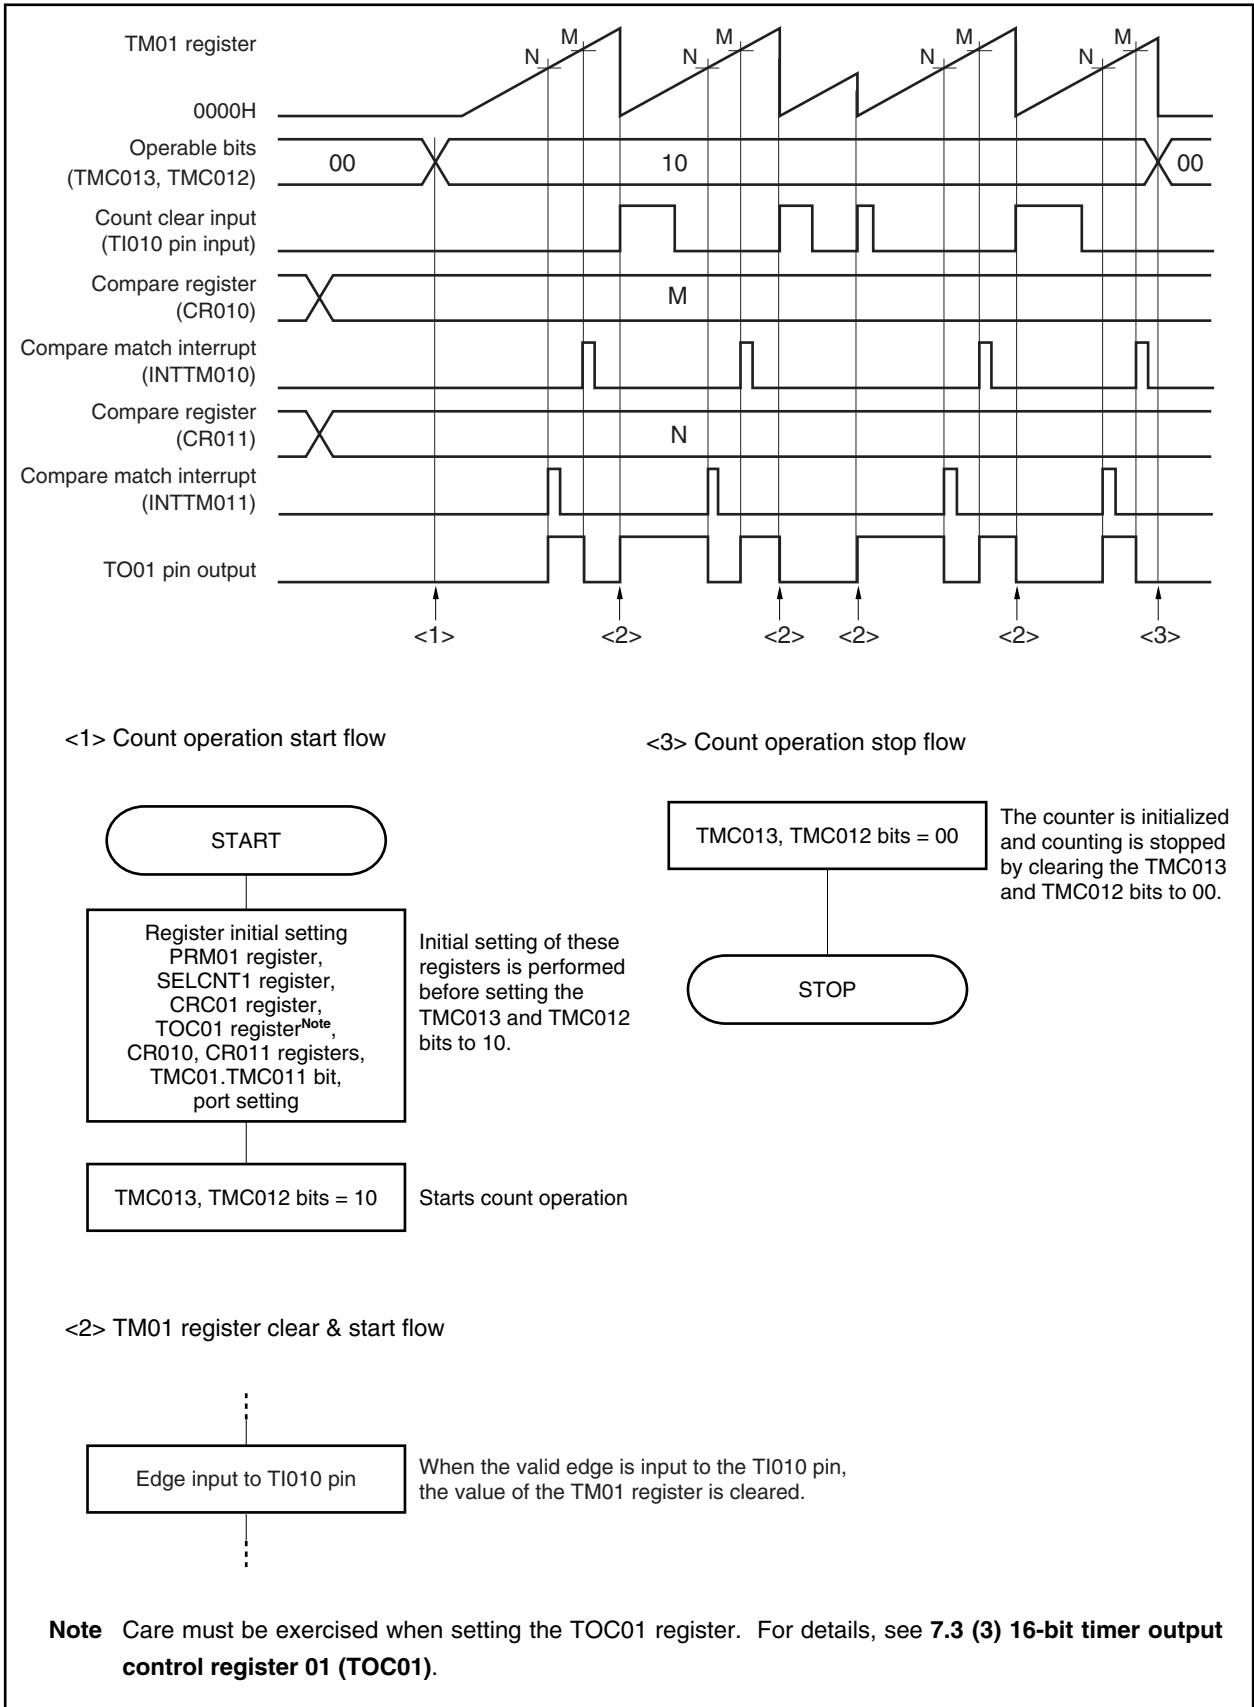 TM01 register
N M N M N M N M
0000H
Operable bits
(TMC013, TMC012)
00 10 00
Count clear input
(TI010 pin input)
Compare register
(CR010)
M
Compare match interrupt
(INTTM010)
Compare register
(CR011)
N
Compare match interrupt
(INTTM011)
TO01 pin output
<1> <2> <2> <2> <2> <3>
<1> Count operation start flow
START
Register initial setting
PRM01 register,
SELCNT1 register,
CRC01 register,
TOC01 registerNote,
CR010, CR011 registers,
TMC01.TMC011 bit,
port setting
Initial setting of these
registers is performed
before setting the
TMC013 and TMC012
bits to 10.
TMC013, TMC012 bits = 10
Starts count operation
<3> Count operation stop flow
TMC013, TMC012 bits = 00
The counter is initialized
and counting is stopped
by clearing the TMC013
and TMC012 bits to 00.
STOP
<2> TM01 register clear & start flow
Edge input to TI010 pin
When the valid edge is input to the TI010 pin,
the value of the TM01 register is cleared.
Note Care must be exercised when setting the TOC01 register. For details, see 7.3 (3) 16-bit timer output
control register 01 (TOC01).